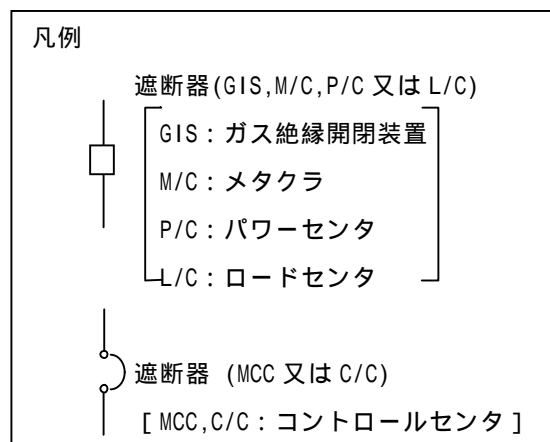 凡例
遮断器(GIS,M/C,P/C 又は L/C)
GIS：ガス絶縁開閉装置
M/C：メタクラ
P/C：パワーセンタ
L/C：ロードセンタ
遮断器 (MCC 又は C/C)
[ MCC,C/C：コントロールセンタ ]